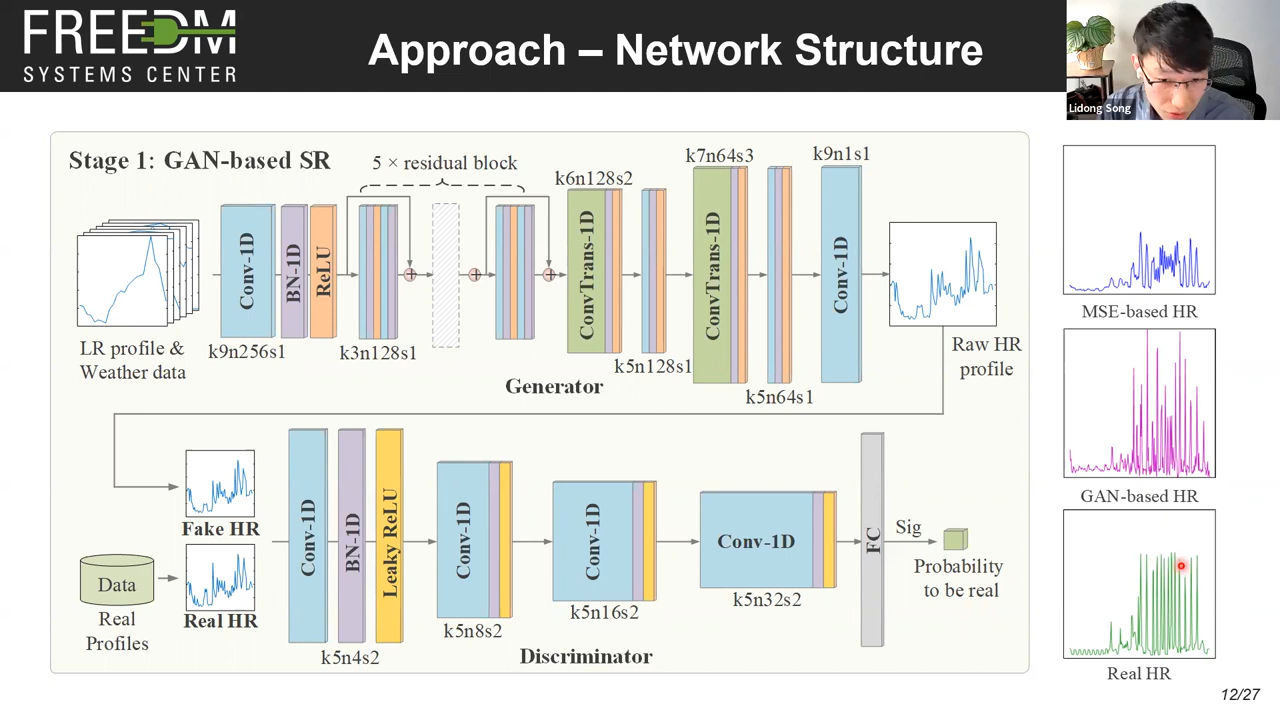 FREEDM
SYSTEMS CENTER
Approach – Network Structure
Lidong Song
Stage 1: GAN-based SR
5 × residual block
k6n128s2
k7n64s3
k9n1s1
Conv-1D
BN-1D
ReLU
ConvTrans-1D
ConvTrans-1D
Conv-1D
LR profile &
Weather data
k9n256s1
k3n128s1
k5n128s1
k5n64s1
Raw HR
profile
Generator
MSE-based HR
GAN-based HR
Real HR
Fake HR
Real HR
Data
Real
Profiles
Conv-1D
BN-1D
Leaky ReLU
Conv-1D
Conv-1D
Conv-1D
FC
Sig
Probability
to be real
k5n4s2
k5n8s2
k5n16s2
k5n32s2
Discriminator
12/27